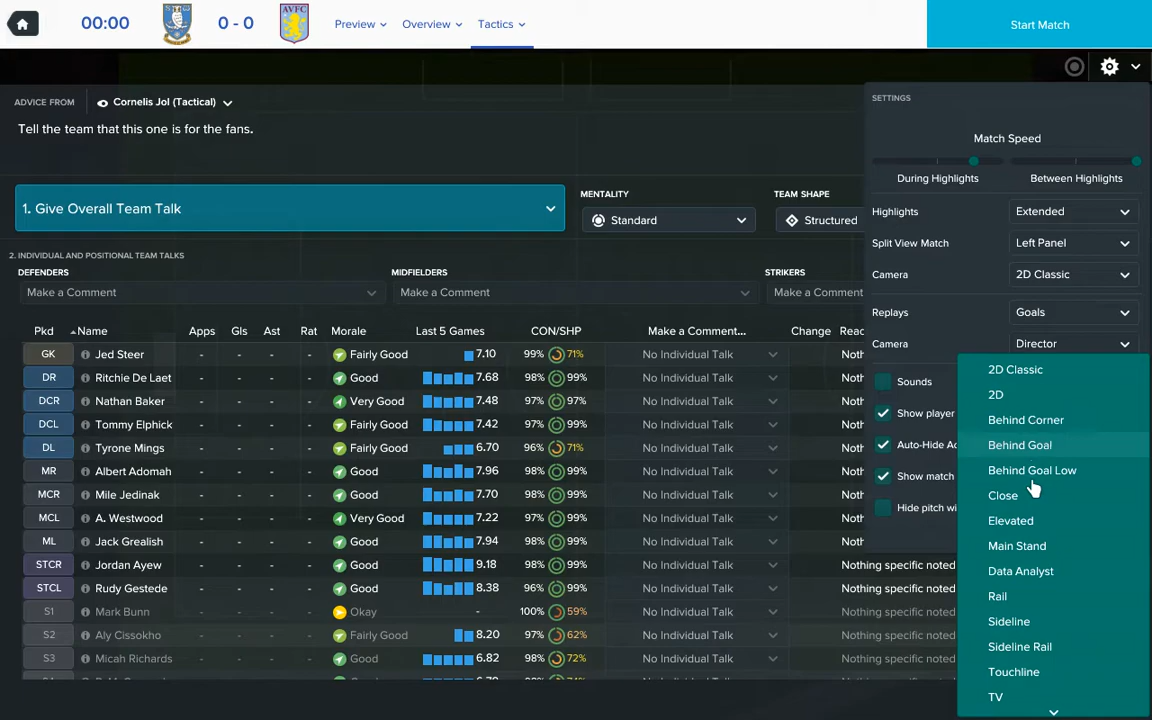 00:00
0 - 0
AVFC
Preview
Overview
Tactics
Start Match
ADVICE FROM
Cornelis Jol (Tactical)
Tell the team that this one is for the fans.
1. Give Overall Team Talk
MENTALITY
Standard
TEAM SHAPE
Structured
2. INDIVIDUAL AND POSITIONAL TEAM TALKS
DEFENDERS
Make a Comment
MIDFIELDERS
Make a Comment
STRIKERS
Make a Comment
Pkd Name Apps Gls Ast Rat Morale Last 5 Games CON/SHP Make a Comment... Change Reac
GK Jed Steer - - - - Fairly Good 7.10 99% 71% No Individual Talk Noth
DR Ritchie De Laet - - - - Good 7.68 98% 99% No Individual Talk Noth
DCR Nathan Baker - - - - Very Good 7.48 97% 97% No Individual Talk Noth
DCL Tommy Elphick - - - - Fairly Good 7.42 97% 99% No Individual Talk Noth
DL Tyrone Mings - - - - Fairly Good 6.70 96% 71% No Individual Talk Noth
MR Albert Adomah - - - - Good 7.96 98% 99% No Individual Talk Noth
MCR Mile Jedinak - - - - Good 7.70 98% 99% No Individual Talk Noth
MCL A. Westwood - - - - Very Good 7.22 97% 99% No Individual Talk Noth
ML Jack Grealish - - - - Good 7.94 98% 99% No Individual Talk Noth
STCR Jordan Ayew - - - - Good 9.18 98% 99% No Individual Talk Nothing specific noted
STCL Rudy Gestede - - - - Good 8.38 96% 99% No Individual Talk Nothing specific noted
S1 Mark Bunn - - - - Okay - 100% 59% No Individual Talk Nothing specific noted
S2 Aly Cissokho - - - - Fairly Good 8.20 97% 62% No Individual Talk Nothing specific noted
S3 Micah Richards - - - - Good 6.82 98% 72% No Individual Talk Nothing specific noted
SETTINGS
Match Speed
During Highlights
Between Highlights
Highlights Extended
Split View Match Left Panel
Camera 2D Classic
Replays Goals
Camera Director
Sounds
Show player
Auto-Hide Ad
Show match
Hide pitch wi
2D Classic
2D
Behind Corner
Behind Goal
Behind Goal Low
Close
Elevated
Main Stand
Data Analyst
Rail
Sideline
Sideline Rail
Touchline
TV